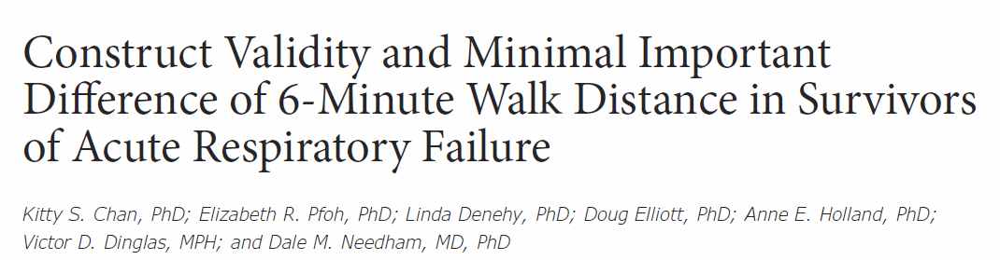 Construct Validity and Minimal Important
Difference of 6-Minute Walk Distance in Survivors
of Acute Respiratory Failure
Kitty S. Chan, PhD; Elizabeth R. Pfoh, PhD; Linda Denehy, PhD; Doug Elliott, PhD; Anne E. Holland, PhD;
Victor D. Dinglas, MPH; and Dale M. Needham, MD, PhD